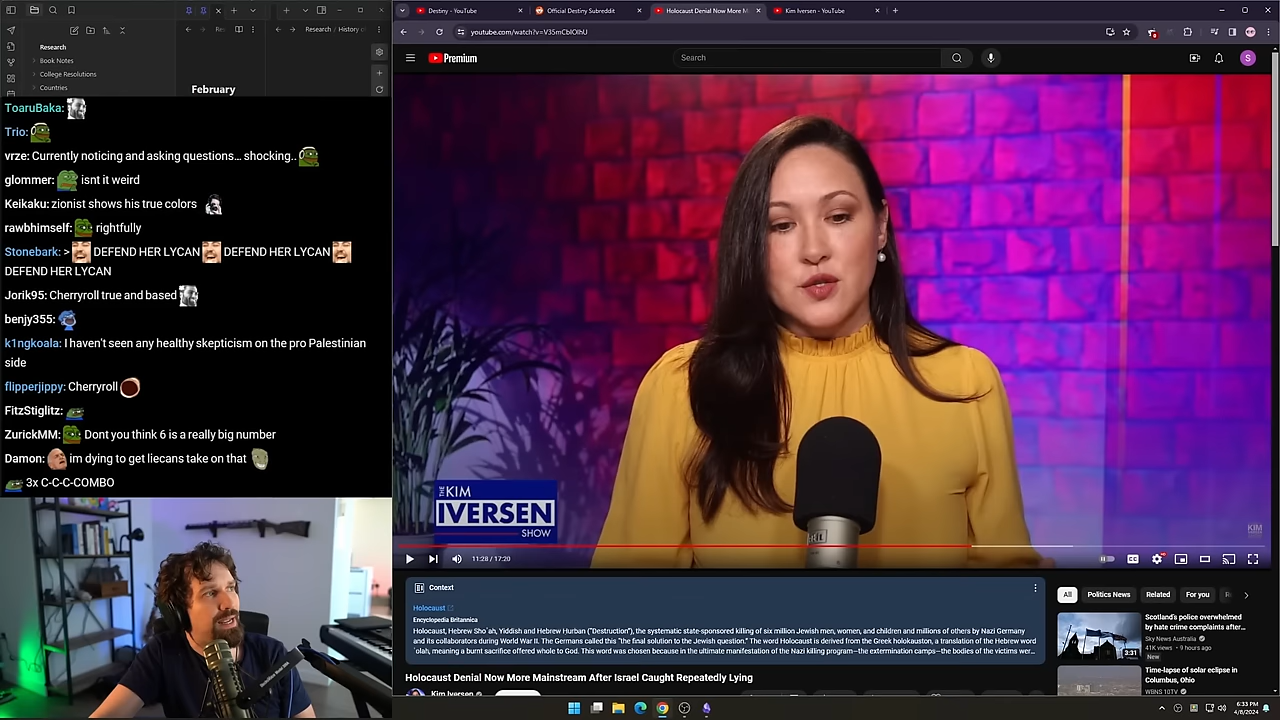 Research
Book Notes
College Resolutions
Countries
Research / History (
February
ToaruBaka:
Trio:
vrze: Currently noticing and asking questions... shocking..
glommer: isnt it weird
Keikaku: zionist shows his true colors
rawbhimself: rightfully
Stonebark: > DEFEND HER LYCAN DEFEND HER LYCAN
DEFEND HER LYCAN
Jorik95: Cherryroll true and based
benjy355:
k1ngkoala: I haven't seen any healthy skepticism on the pro Palestinian
side
flipperjippy: Cherryroll
FitzStiglitz:
ZurickMM: Dont you think 6 is a really big number
Damon: im dying to get liecans take on that
3x C-C-C-COMBO
Destiny - YouTube
Official Destiny Subreddit
Holocaust Denial Now More M
Kim Iversen - YouTube
youtube.com/watch?v=V35mCbIOlhU
Premium
Search
S
THE KIM
IVERSEN
SHOW
KIM
11:28 / 17:20
Context
Holocaust
Encyclopedia Britannica
Holocaust, Hebrew Shoʾah, Yiddish and Hebrew Hurban ("Destruction"), the systematic state-sponsored killing of six million Jewish men, women, and children and millions of others by Nazi Germany
and its collaborators during World War II. The Germans called this "the final solution to the Jewish question." The word Holocaust is derived from the Greek holokauston, a translation of the Hebrew word
ʿolah, meaning a burnt sacrifice offered whole to God. This word was chosen because in the ultimate manifestation of the Nazi killing program—the extermination camps—the bodies of the victims wer...
Holocaust Denial Now More Mainstream After Israel Caught Repeatedly Lying
Kim Iversen
All
Politics News
Related
For you
Scotland's police overwhelmed
by hate crime complaints after...
Sky News Australia
41K views • 9 hours ago
New
3:31
Time-lapse of solar eclipse in
Columbus, Ohio
WBNS 10TV
6:33 PM
4/8/2024